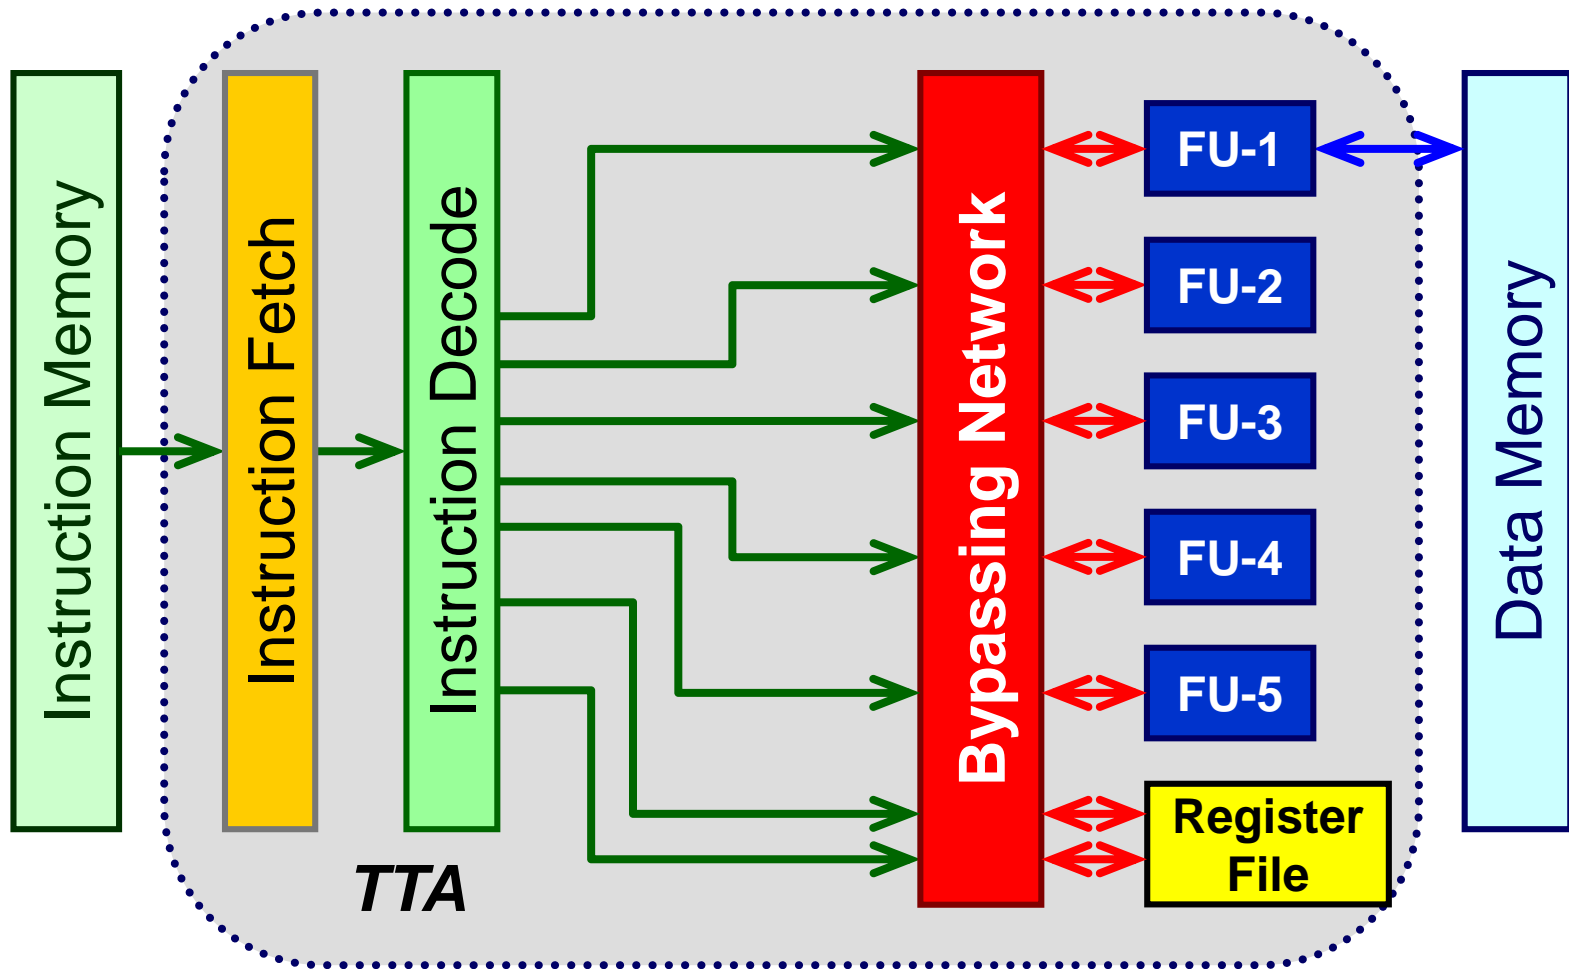 Instruction Memory
Instruction Fetch
Instruction Decode
Bypassing Network
FU-1
FU-2
FU-3
FU-4
FU-5
Register
File
Data Memory
TTA